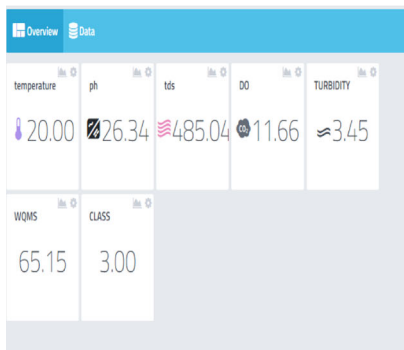 Overview Data
temperature ph tds DO TURBIDITY
20.00 26.34 485.04 CO₂ 11.66 3.45
WQMS CLASS
65.15 3.00